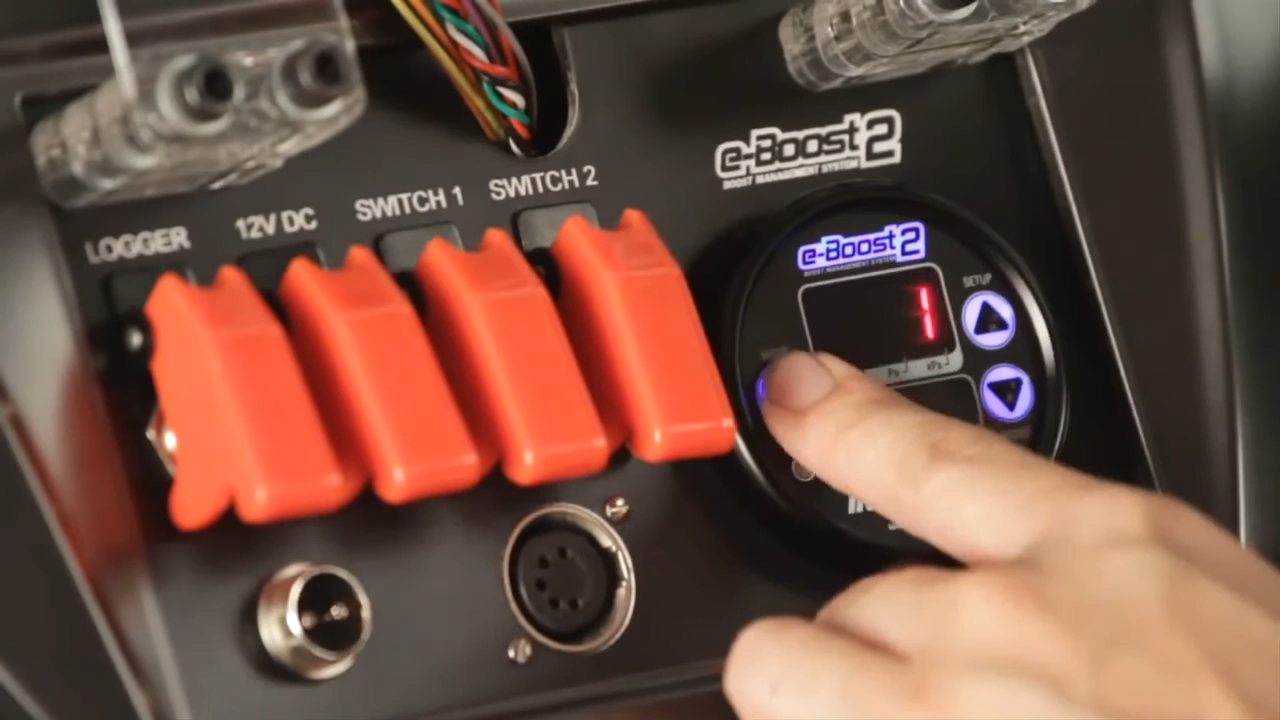 LOGGER
12V DC
SWITCH 1
SWITCH 2
e-Boost2
BOOST MANAGEMENT SYSTEM
e-Boost2
BOOST MANAGEMENT SYSTEM
SETUP
1
Psi
kPa